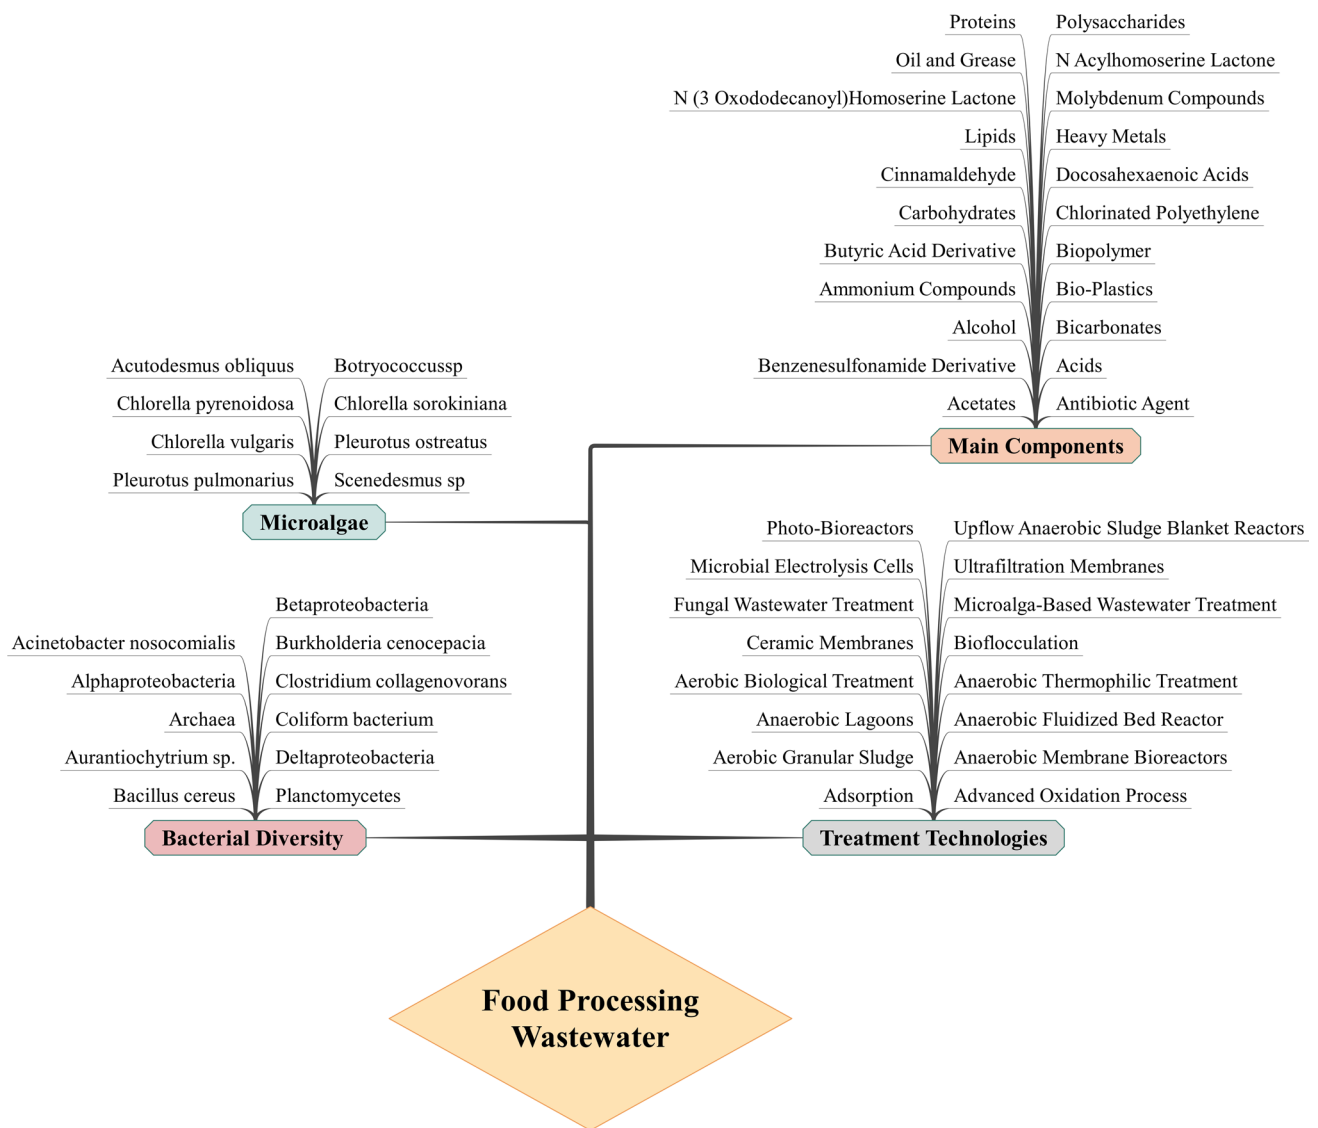 Proteins
Polysaccharides
Oil and Grease
N Acylhomoserine Lactone
N (3 Oxododecanoyl)Homoserine Lactone
Molybdenum Compounds
Lipids
Heavy Metals
Cinnamaldehyde
Docosahexaenoic Acids
Carbohydrates
Chlorinated Polyethylene
Butyric Acid Derivative
Biopolymer
Ammonium Compounds
Bio-Plastics
Alcohol
Bicarbonates
Benzenesulfonamide Derivative
Acids
Acetates
Antibiotic Agent
Main Components
Acutodesmus obliquus
Botryococcussp
Chlorella pyrenoidosa
Chlorella sorokiniana
Chlorella vulgaris
Pleurotus ostreatus
Pleurotus pulmonarius
Scenedesmus sp
Microalgae
Photo-Bioreactors
Upflow Anaerobic Sludge Blanket Reactors
Microbial Electrolysis Cells
Ultrafiltration Membranes
Fungal Wastewater Treatment
Microalga-Based Wastewater Treatment
Ceramic Membranes
Bioflocculation
Aerobic Biological Treatment
Anaerobic Thermophilic Treatment
Anaerobic Lagoons
Anaerobic Fluidized Bed Reactor
Aerobic Granular Sludge
Anaerobic Membrane Bioreactors
Adsorption
Advanced Oxidation Process
Treatment Technologies
Betaproteobacteria
Acinetobacter nosocomialis
Burkholderia cenocepacia
Alphaproteobacteria
Clostridium collagenovorans
Archaea
Coliform bacterium
Aurantiochytrium sp.
Deltaproteobacteria
Bacillus cereus
Planctomycetes
Bacterial Diversity
Food Processing
Wastewater